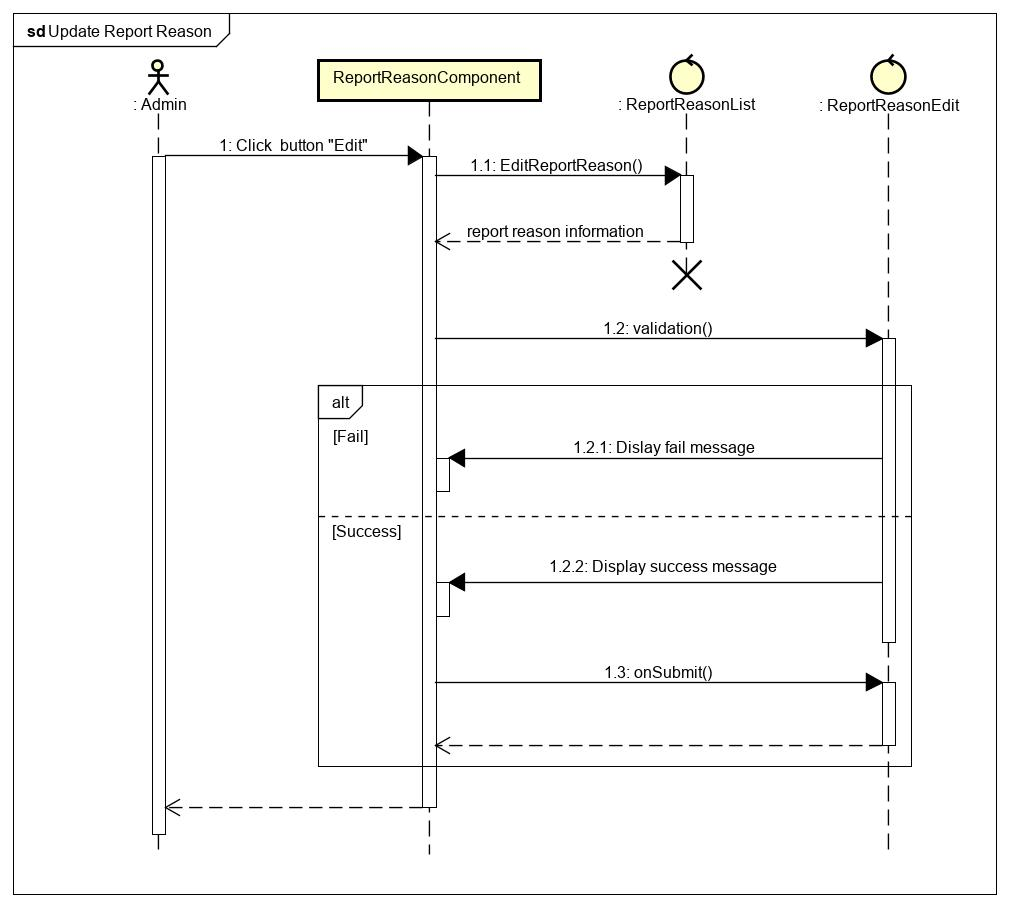 sd Update Report Reason
: Admin
ReportReasonComponent
: ReportReasonList
: ReportReasonEdit
1: Click  button "Edit"
1.1: EditReportReason()
report reason information
1.2: validation()
alt
[Fail]
1.2.1: Dislay fail message
[Success]
1.2.2: Display success message
1.3: onSubmit()